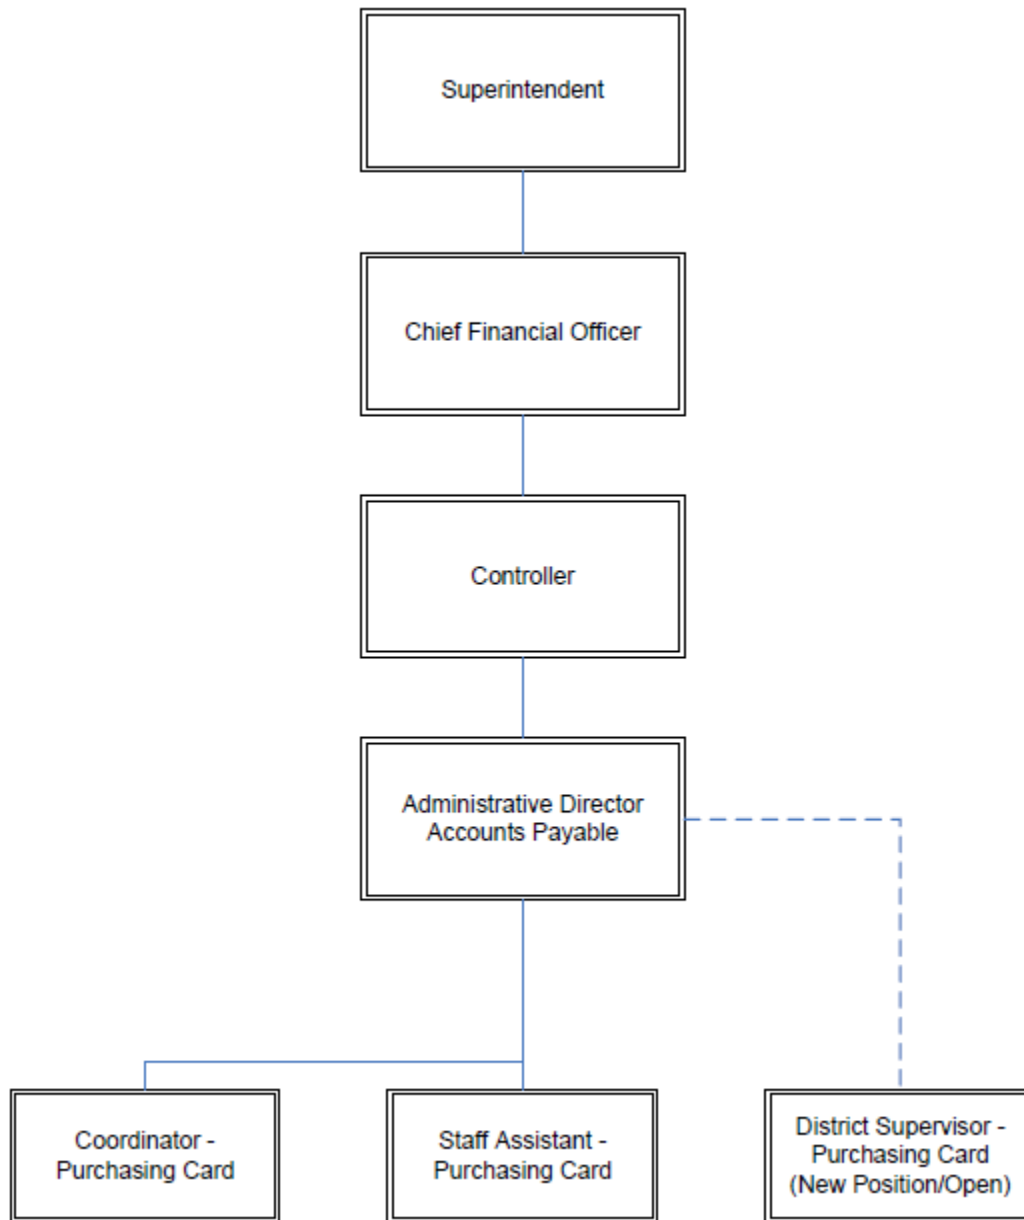 Superintendent
Chief Financial Officer
Controller
Administrative Director
Accounts Payable
Coordinator -
Purchasing Card
Staff Assistant -
Purchasing Card
District Supervisor -
Purchasing Card
(New Position/Open)